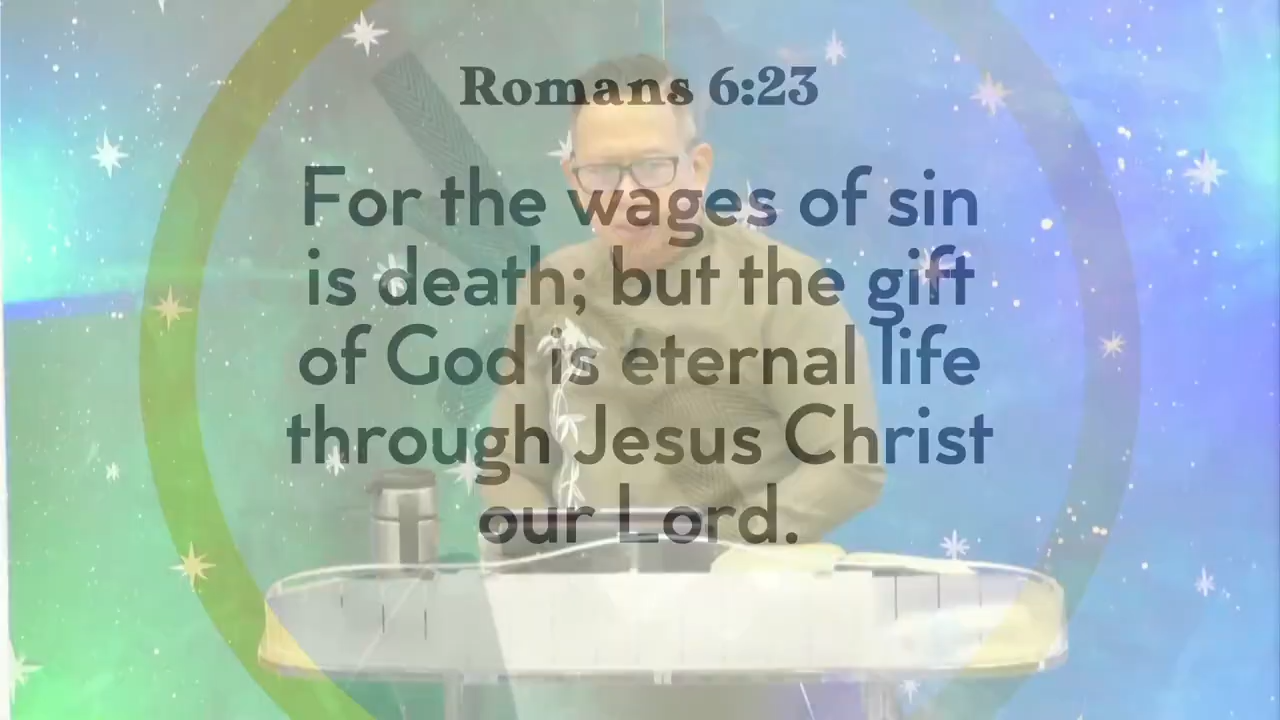 Romans 6:23
For the wages of sin
is death; but the gift
of God is eternal life
through Jesus Christ
our Lord.